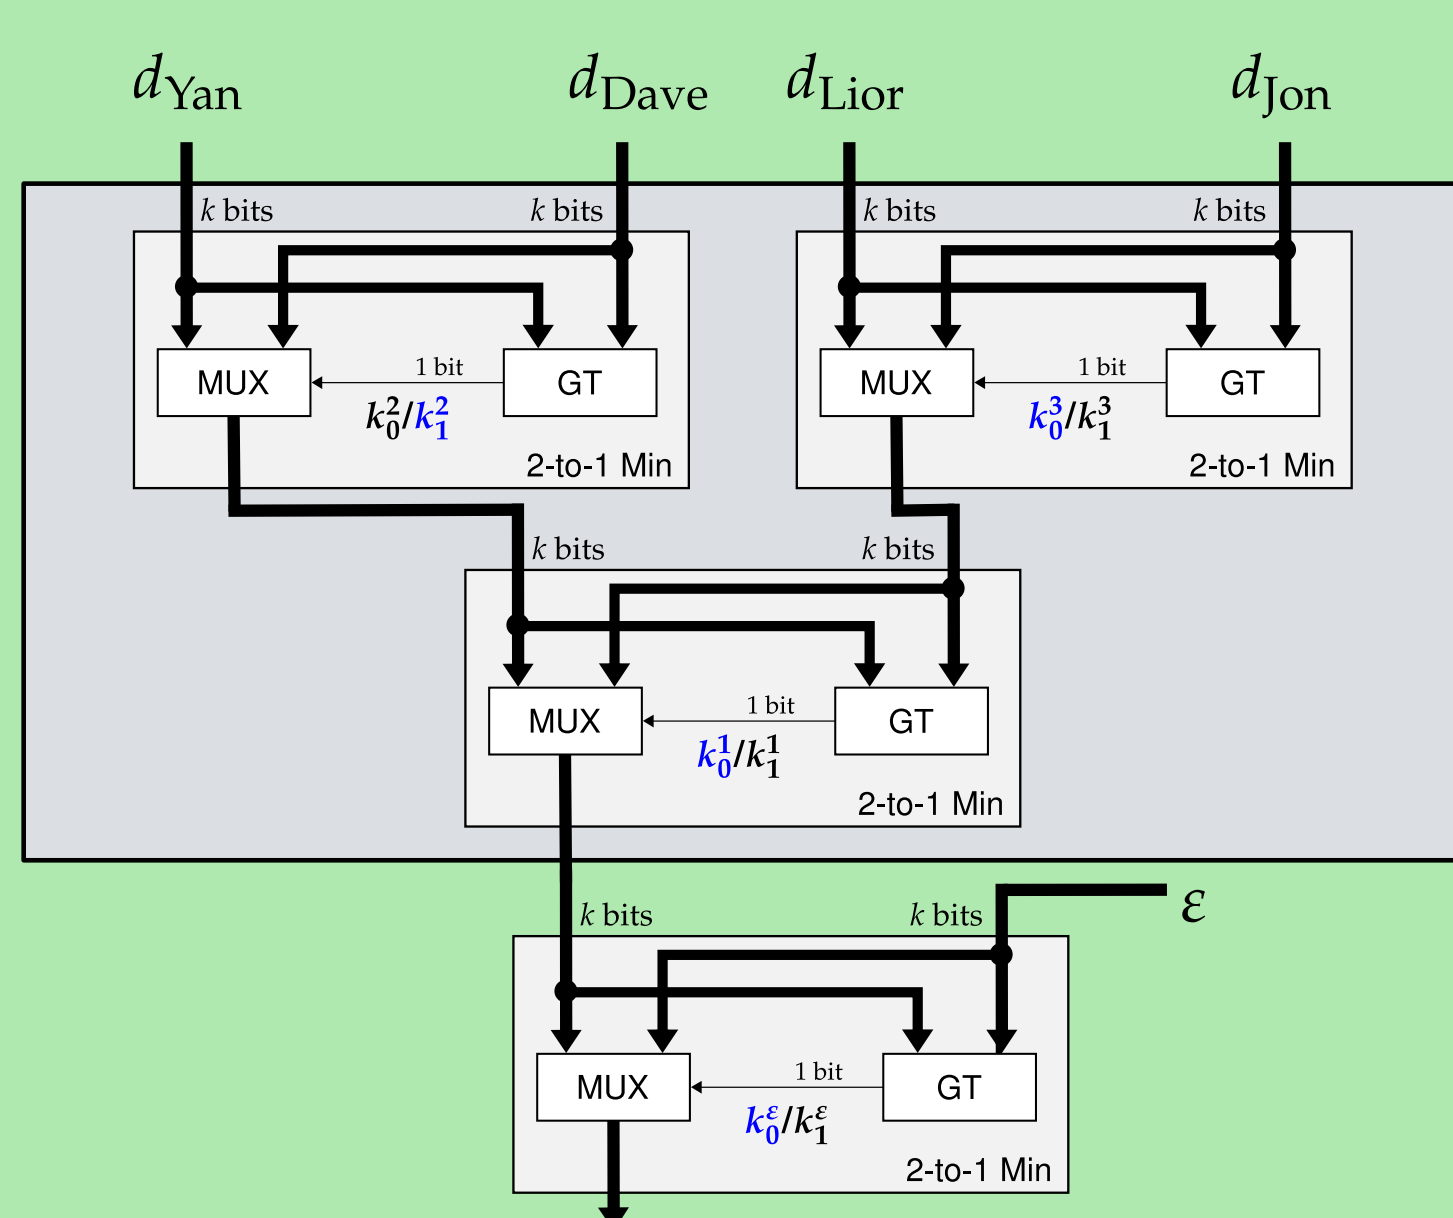 d_Yan d_Dave d_Lior d_Jon
k bits k bits k bits k bits
MUX 1 bit GT MUX 1 bit GT
k_0^2/k_1^2 k_0^3/k_1^3
2-to-1 Min 2-to-1 Min
k bits k bits
MUX 1 bit GT
k_0^1/k_1^1
2-to-1 Min
ε
k bits k bits
MUX 1 bit GT
k_0^ε/k_1^ε
2-to-1 Min